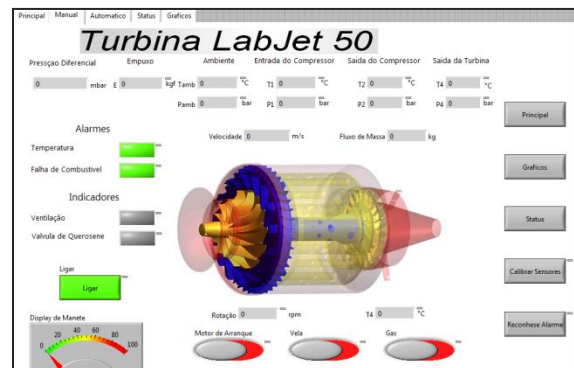 Principal Manual Automatico Status Graficos
Turbina LabJet 50
Pressçao Diferencial Empuxo Ambiente Entrada do Compressor Saida do Compressor Saida da Turbina
0 mbar E 0 kgf Tamb 0 °C T1 0 °C T2 0 °C T4 0 °C
Pamb 0 bar P1 0 bar P2 0 bar P4 0 bar
Principal
Alarmes
Velocidade 0 m/s Fluxo de Massa 0 kg
Temperatura
Falha de Combustivel
Graficos
Indicadores
Ventilação
Status
Valvula de Querosene
Ligar
Ligar
Calibrar Sensores
Display de Manete
Rotação 0 rpm T4 0 °C
Reconhese Alarme
Motor de Arranque Vela Gas
0 20 40 60 80 100